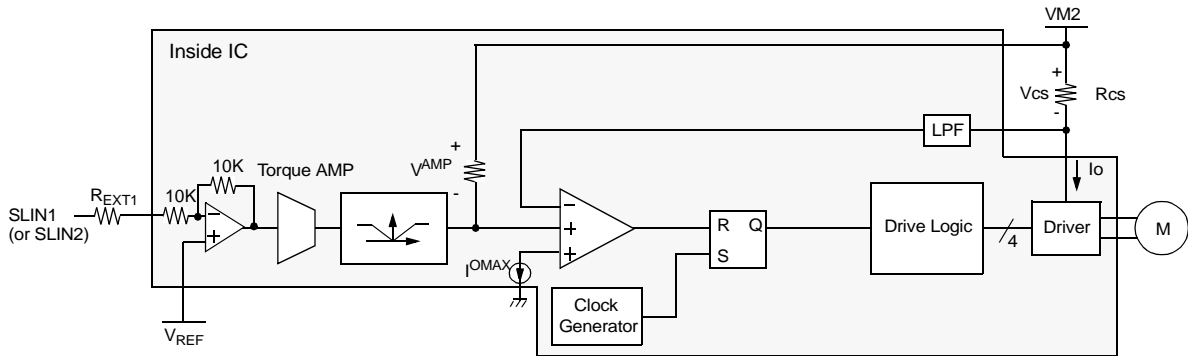 VM2
Inside IC
+
Vcs
Rcs
-
LPF
+
V^AMP
-
Io
Torque AMP
10K
10K
R_EXT1
SLIN1
(or SLIN2)
-
+
V_REF
-
+
+
I^OMAX
R Q
S
Clock
Generator
Drive Logic
4
Driver
M